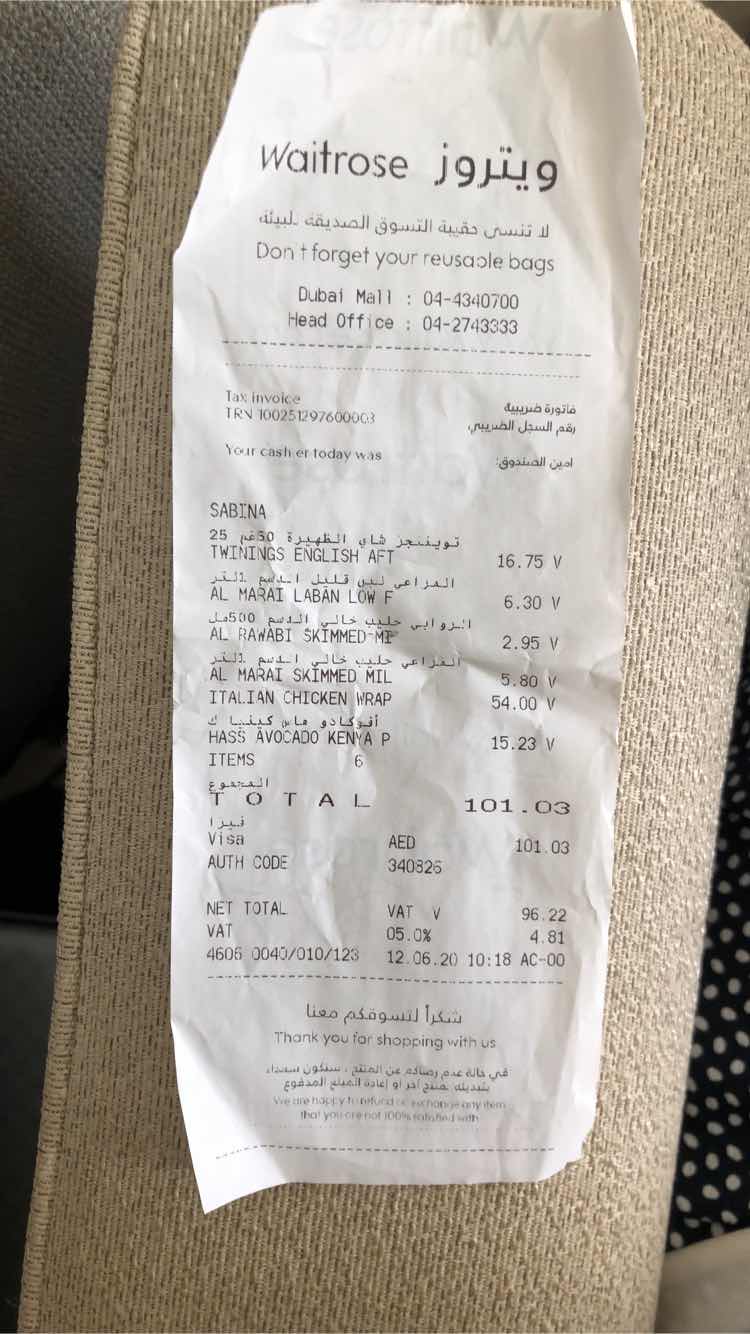 Waitrose ويتروز
لا تنسى حقيبة التسوق الصديقة للبيئة
Don't forget your reusable bags
Dubai Mall : 04-4340700
Head Office : 04-2743333
Tax invoice فاتورة ضريبية
TRN 100251297600003 رقم السجل الضريبي
Your cashier today was امين الصندوق:
SABINA
توينينجز شاي الظهيرة 50غم 25
TWININGS ENGLISH AFT 16.75 V
المراعي لبن قليل الدسم 1لتر
AL MARAI LABAN LOW F 6.30 V
الروابي حليب خالي الدسم 500مل
AL RAWABI SKIMMED MI 2.95 V
المراعي حليب خالي الدسم 1لتر
AL MARAI SKIMMED MIL 5.80 V
ITALIAN CHICKEN WRAP 54.00 V
أفوكادو هاس كينيا ك
HASS AVOCADO KENYA P 15.23 V
ITEMS 6
المجموع
TOTAL 101.03
فيزا
Visa AED 101.03
AUTH CODE 340826
NET TOTAL VAT V 96.22
VAT 05.0% 4.81
4606 0040/010/123 12.06.20 10:18 AC-00
شكراً لتسوقكم معنا
Thank you for shopping with us
في حالة عدم رضاكم عن المنتج ، سنكون سعداء
بتبديله بمنتج آخر أو إعادة المبلغ المدفوع
We are happy to refund or exchange any item
that you are not 100% satisfied with